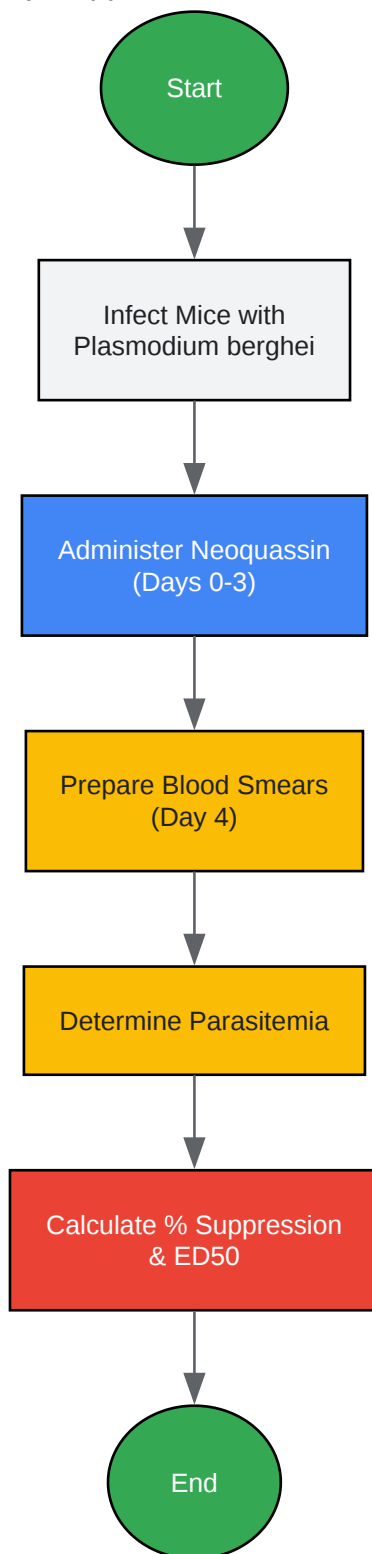 Start
Infect Mice with
Plasmodium berghei
Administer Neoquassin
(Days 0-3)
Prepare Blood Smears
(Day 4)
Determine Parasitemia
Calculate % Suppression
& ED50
End